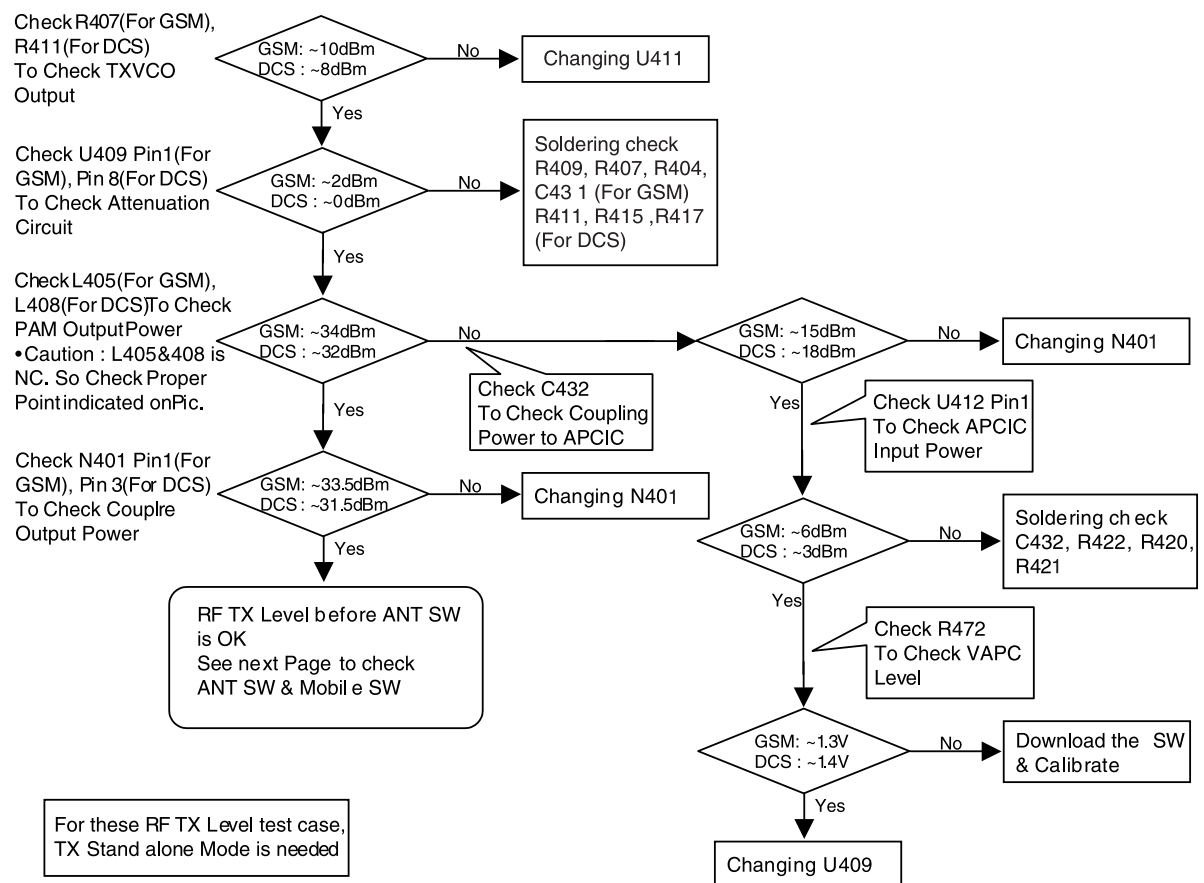 Check R407(For GSM),
R411(For DCS)
To Check TXVCO
Output
GSM: ~10dBm
DCS : ~8dBm
No
Changing U411
Yes
Check U409 Pin1(For
GSM), Pin 8(For DCS)
To Check Attenuation
Circuit
GSM: ~2dBm
DCS : ~0dBm
No
Soldering check
R409, R407, R404,
C43 1 (For GSM)
R411, R415 ,R417
(For DCS)
Yes
Check L405(For GSM),
L408(For DCS)To Check
PAM Output Power
•Caution : L405&408 is
NC. So Check Proper
Point indicated on Pic.
GSM: ~34dBm
DCS : ~32dBm
No
Check C432
To Check Coupling
Power to APCIC
GSM: ~15dBm
DCS : ~18dBm
No
Changing N401
Yes
Yes
Check U412 Pin1
To Check APCIC
Input Power
Check N401 Pin1(For
GSM), Pin 3(For DCS)
To Check Couplre
Output Power
GSM: ~33.5dBm
DCS : ~31.5dBm
No
Changing N401
Yes
GSM: ~6dBm
DCS : ~3dBm
No
Soldering check
C432, R422, R420,
R421
Yes
RF TX Level before ANT SW
is OK
See next Page to check
ANT SW & Mobile SW
Check R472
To Check VAPC
Level
GSM: ~1.3V
DCS : ~1.4V
No
Download the SW
& Calibrate
Yes
Changing U409
For these RF TX Level test case,
TX Stand alone Mode is needed